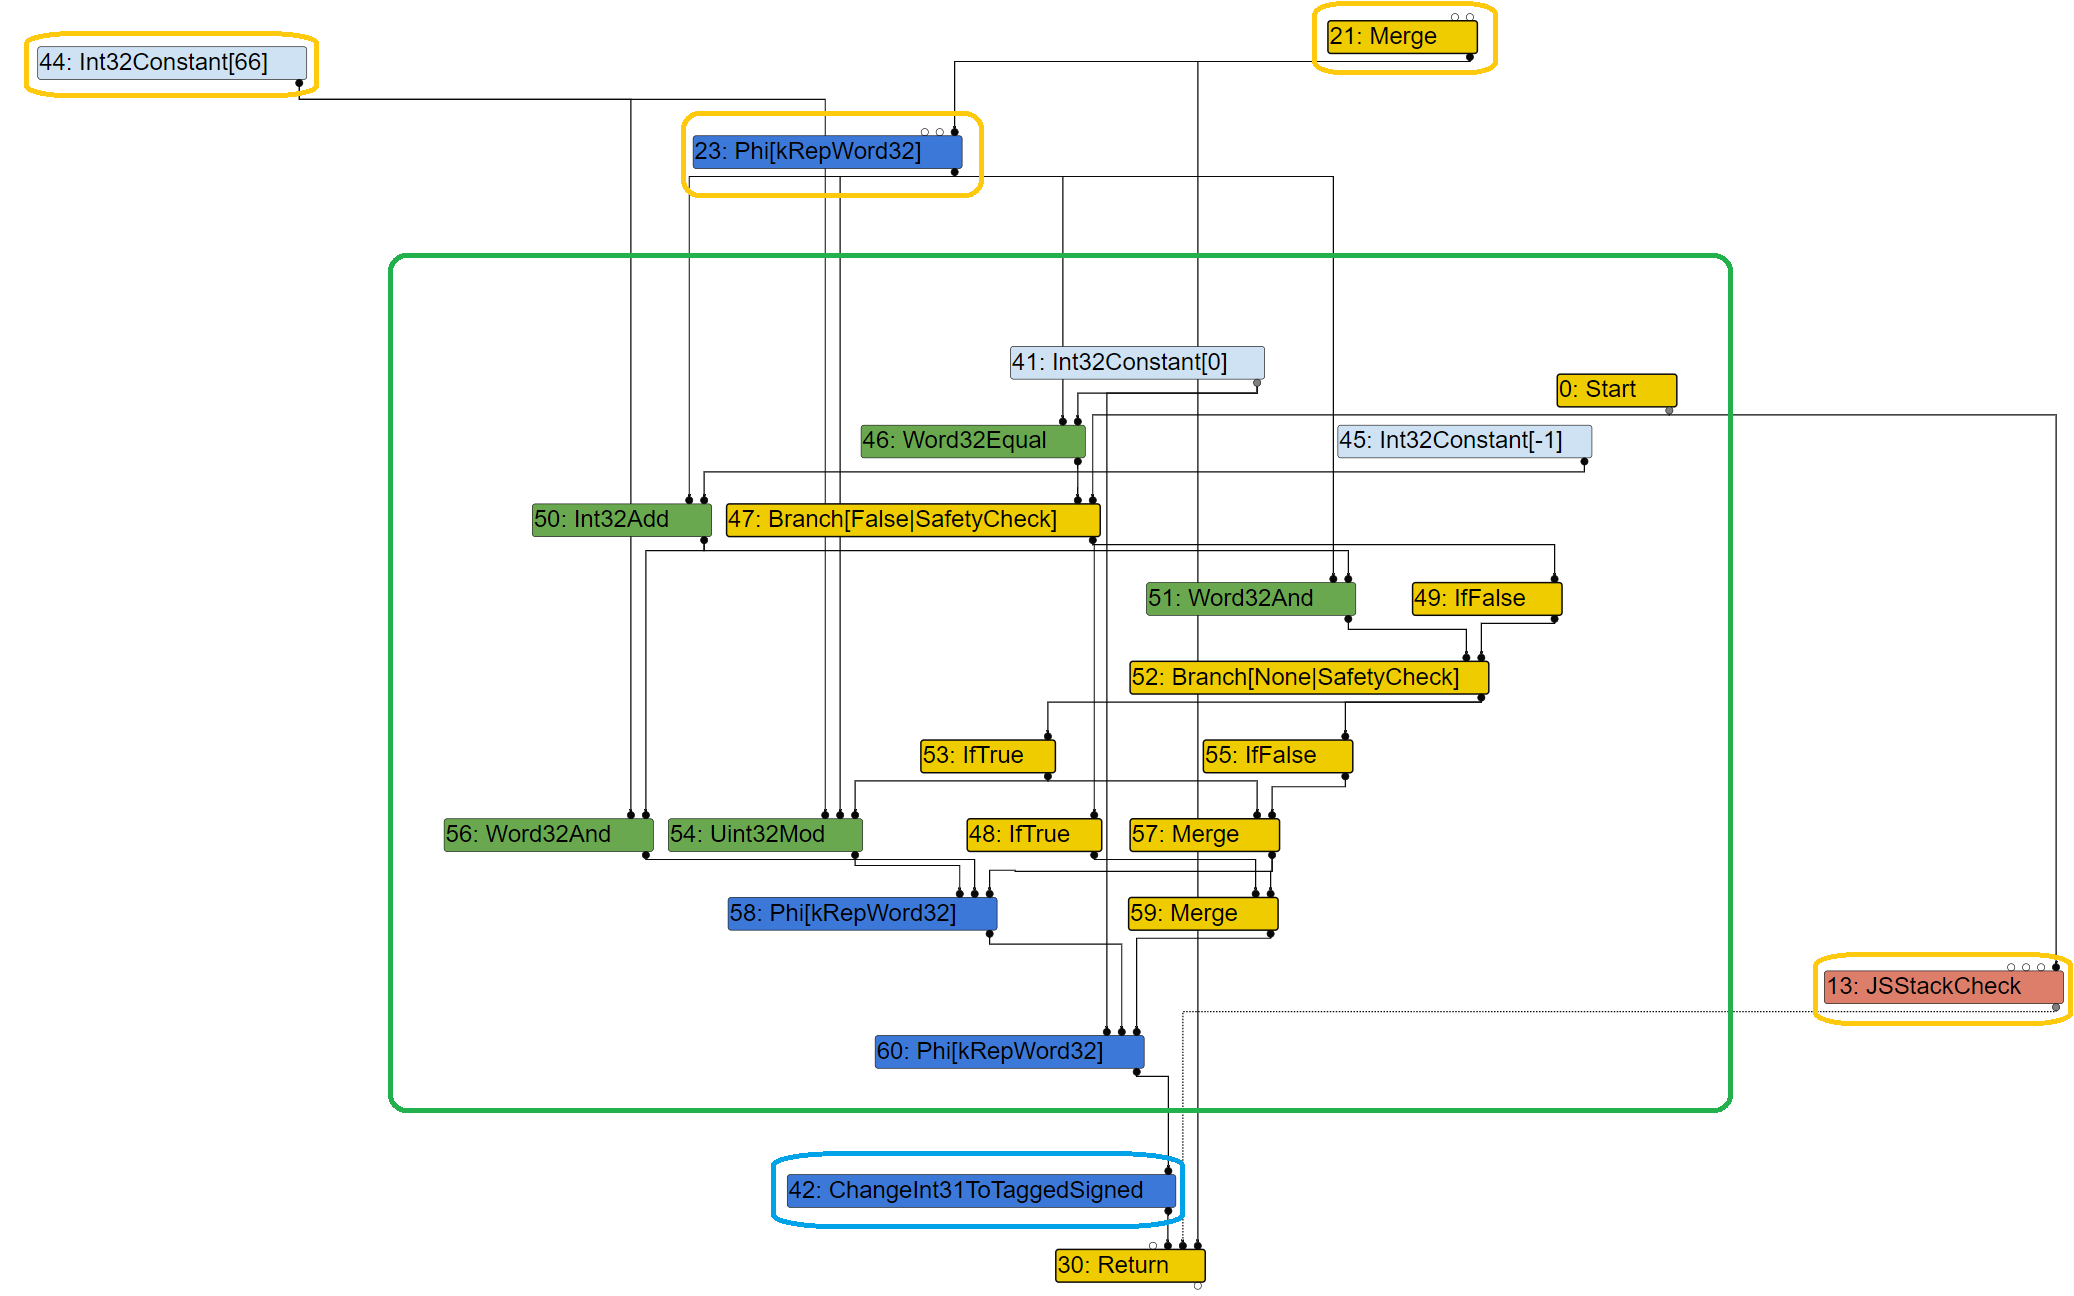 21: Merge
44: Int32Constant[66]
23: Phi[kRepWord32]
41: Int32Constant[0]
0: Start
46: Word32Equal
45: Int32Constant[-1]
50: Int32Add
47: Branch[False|SafetyCheck]
51: Word32And
49: IfFalse
52: Branch[None|SafetyCheck]
53: IfTrue
55: IfFalse
56: Word32And
54: Uint32Mod
48: IfTrue
57: Merge
58: Phi[kRepWord32]
59: Merge
13: JSStackCheck
60: Phi[kRepWord32]
42: ChangeInt31ToTaggedSigned
30: Return